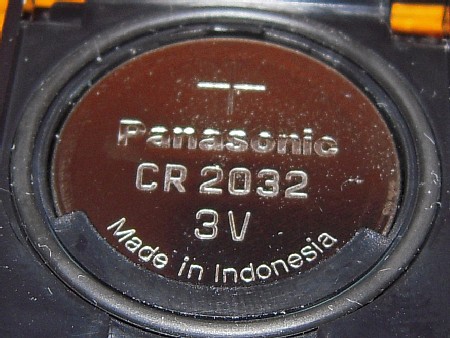 Panasonic
CR 2032
3V
Made in Indonesia